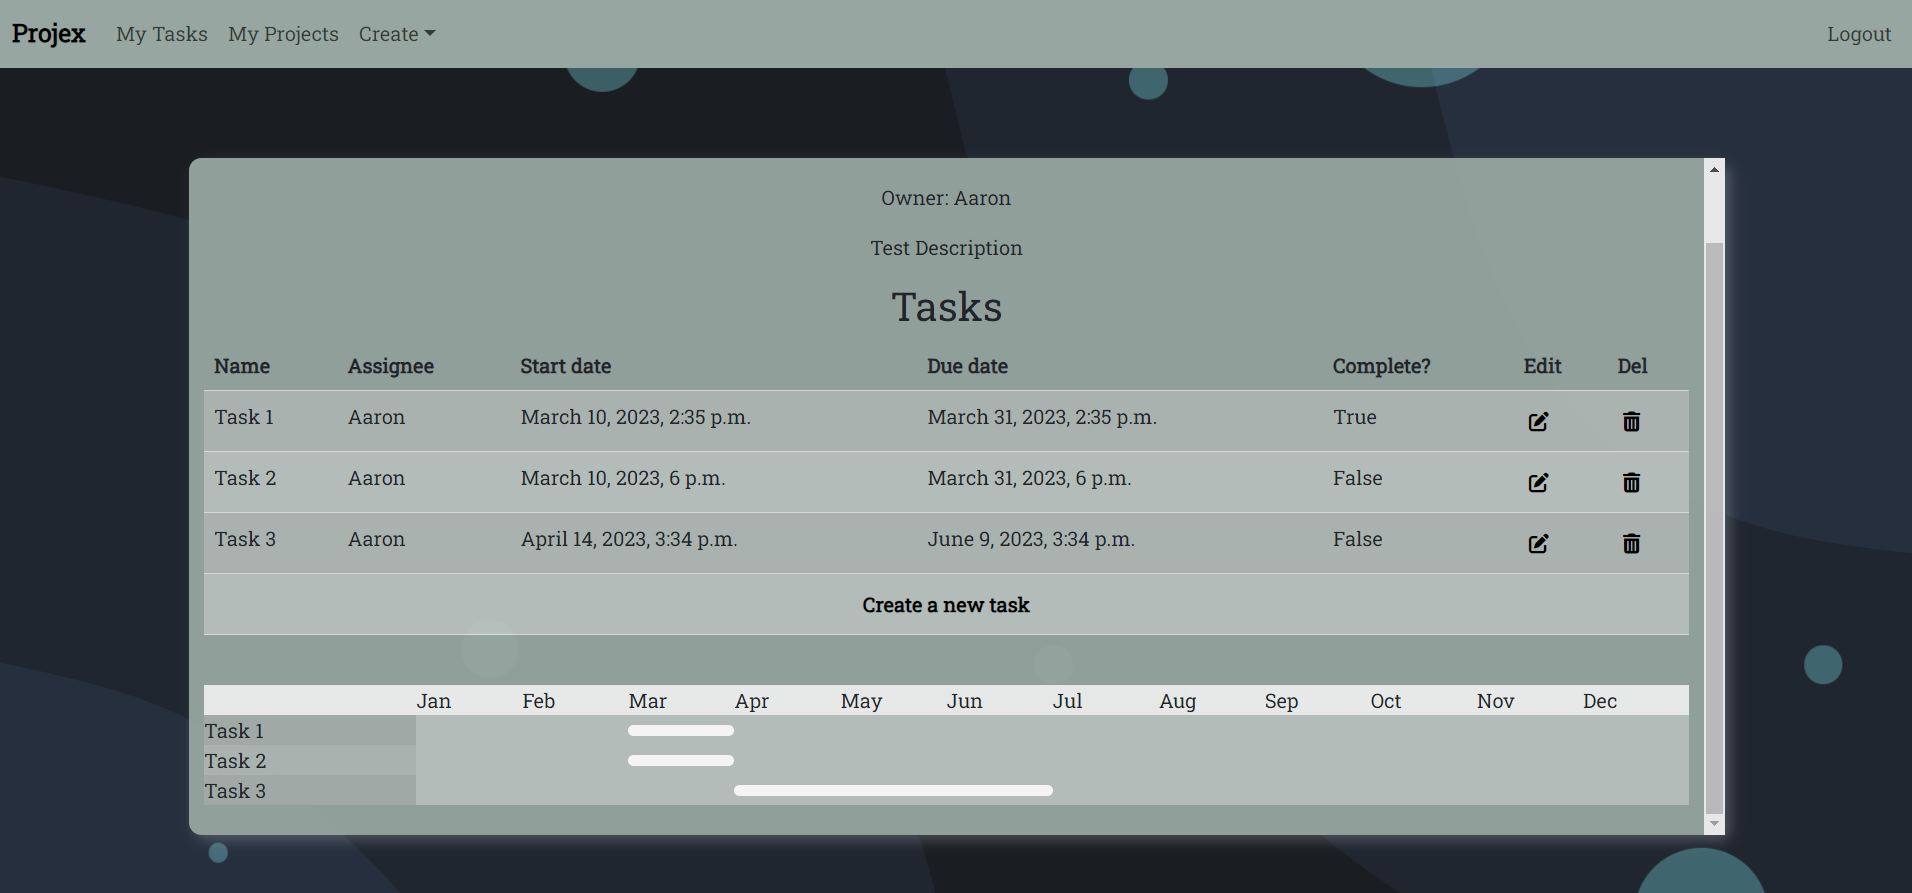 Projex My Tasks My Projects Create Logout
Owner: Aaron
Test Description
Tasks
Name Assignee Start date Due date Complete? Edit Del
Task 1 Aaron March 10, 2023, 2:35 p.m. March 31, 2023, 2:35 p.m. True
Task 2 Aaron March 10, 2023, 6 p.m. March 31, 2023, 6 p.m. False
Task 3 Aaron April 14, 2023, 3:34 p.m. June 9, 2023, 3:34 p.m. False
Create a new task
Jan Feb Mar Apr May Jun Jul Aug Sep Oct Nov Dec
Task 1
Task 2
Task 3